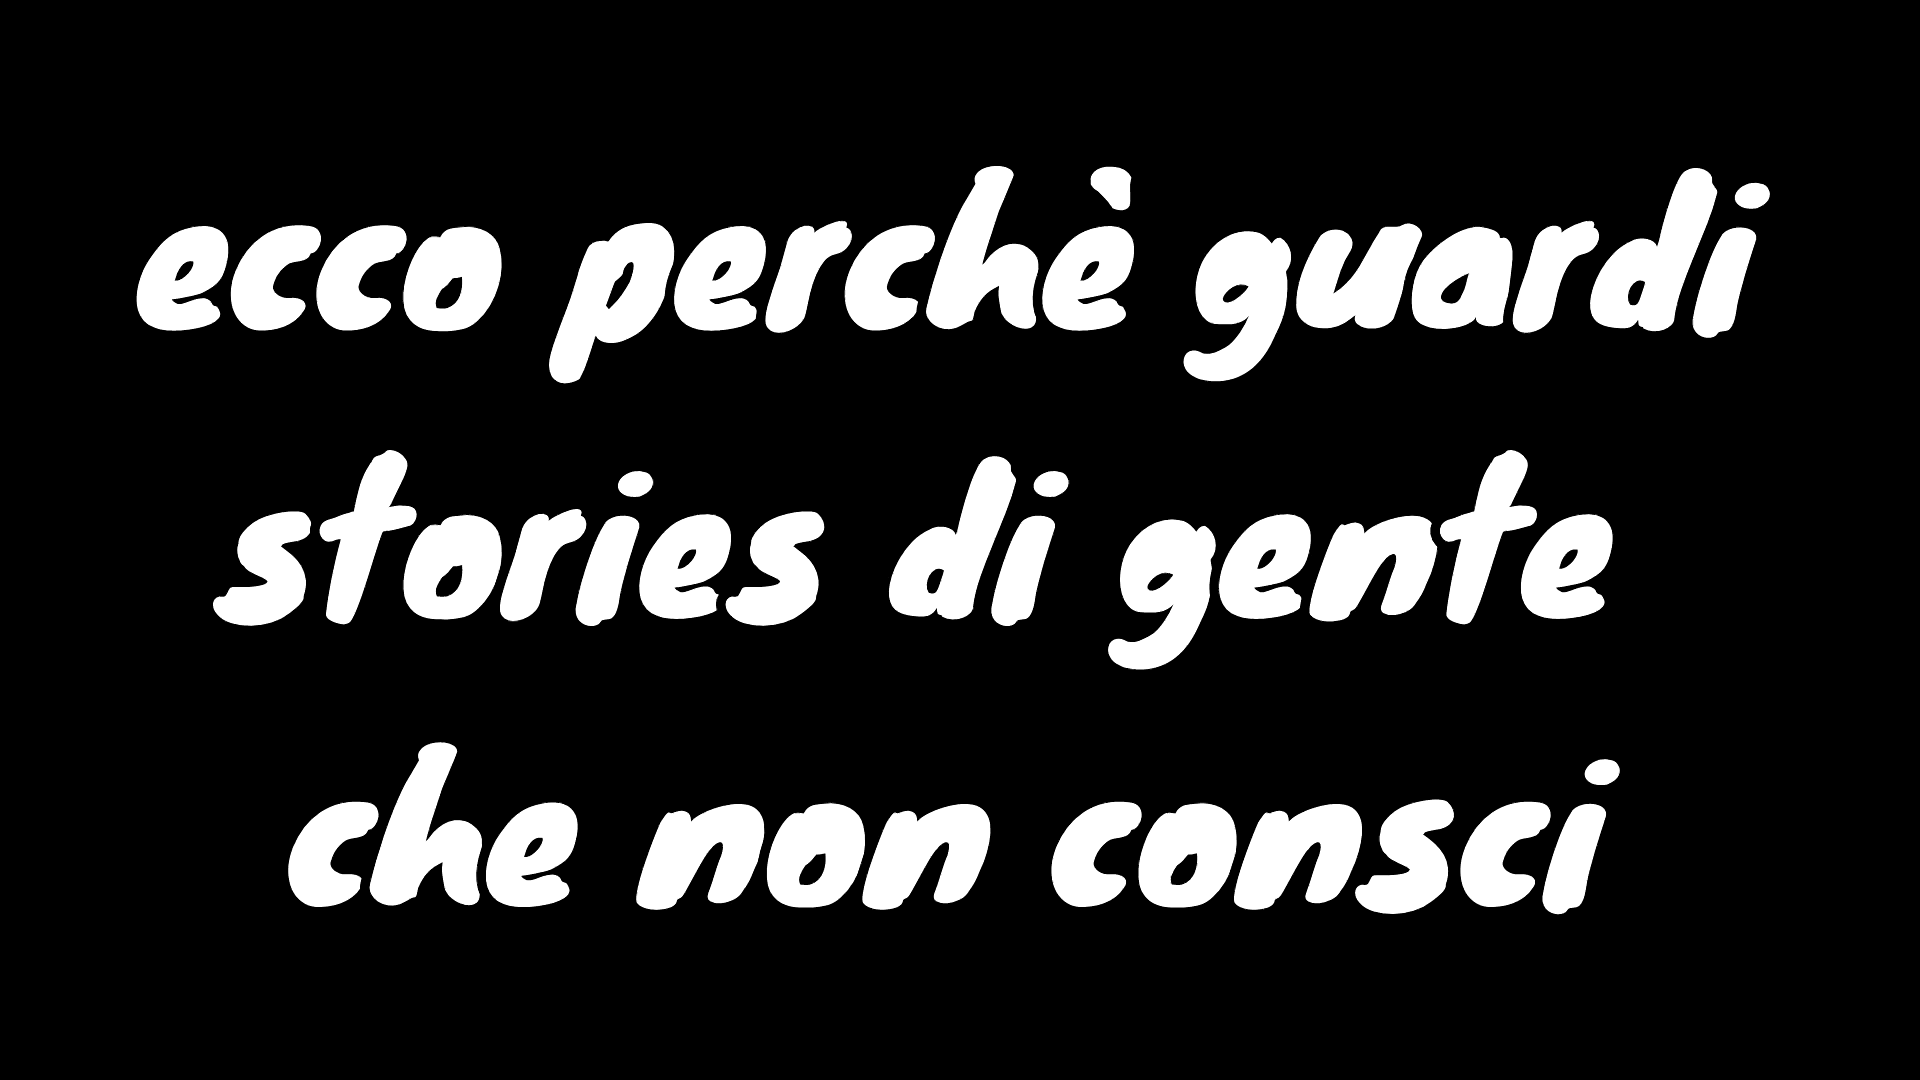 ecco perchè guardi
stories di gente
che non consci